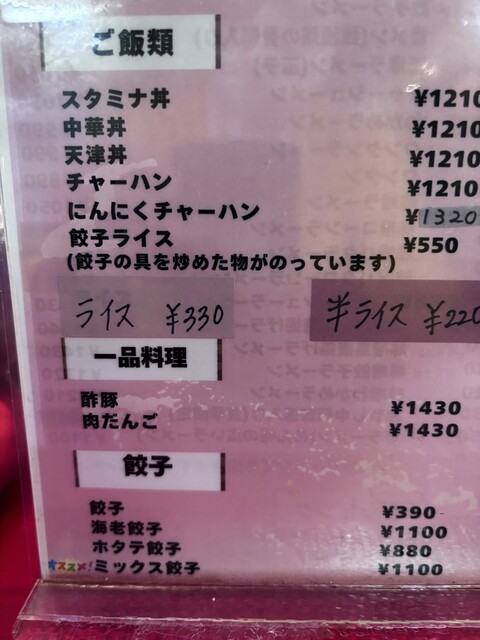 ご飯類
スタミナ丼 ¥1210
中華丼 ¥1210
天津丼 ¥1210
チャーハン ¥1210
にんにくチャーハン ¥1320
餃子ライス ¥550
(餃子の具を炒めた物がのっています)
ライス ¥330 半ライス ¥220
一品料理
酢豚 ¥1430
肉だんご ¥1430
餃子
餃子 ¥390
海老餃子 ¥1100
ホタテ餃子 ¥880
オススメ!ミックス餃子 ¥1100